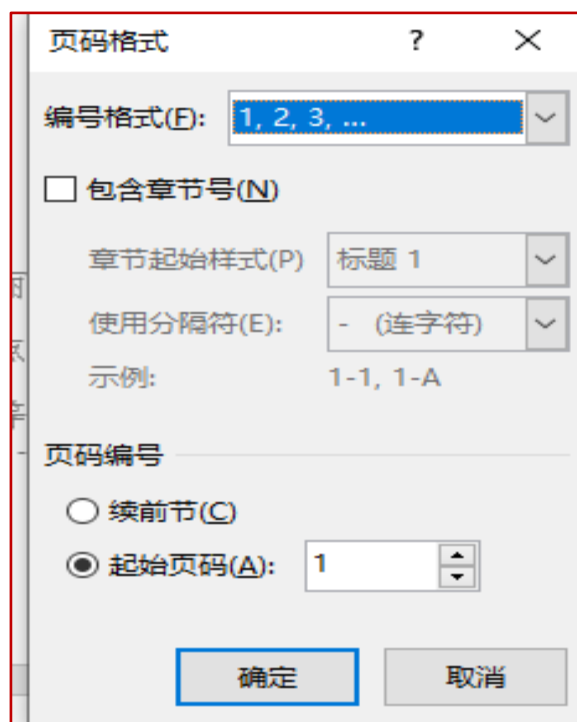 页码格式 ?
编号格式(F): 1, 2, 3, ...
包含章节号(N)
章节起始样式(P) 标题 1
使用分隔符(E): - (连字符)
示例: 1-1, 1-A
页码编号
续前节(C)
起始页码(A): 1
确定 取消